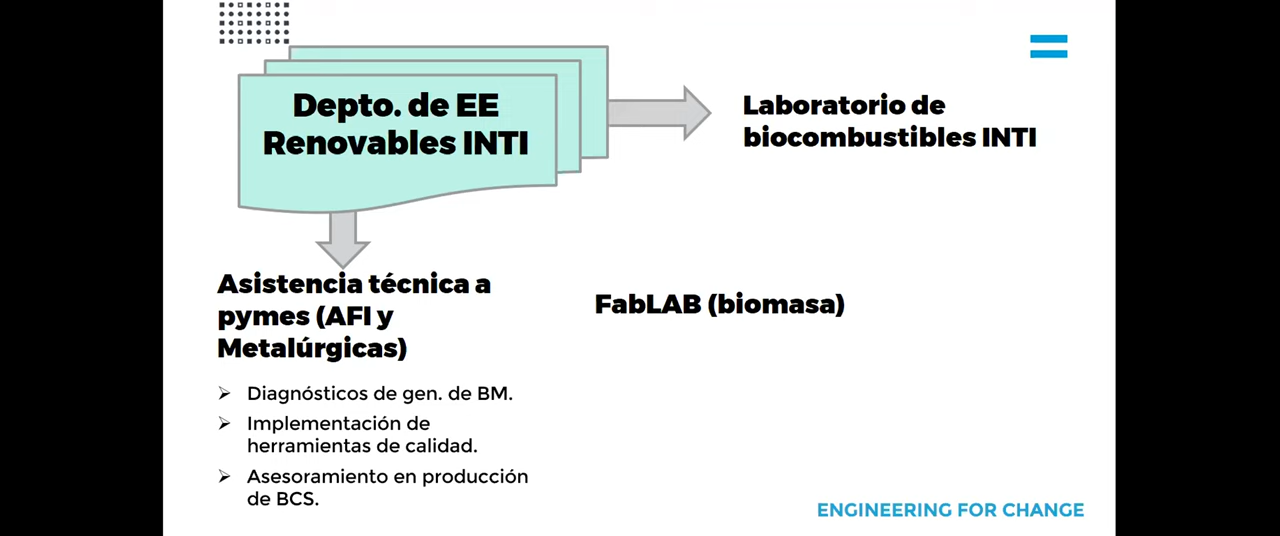 Depto. de EE
Renovables INTI
Laboratorio de
biocombustibles INTI
Asistencia técnica a
pymes (AFI y
Metalúrgicas)
FabLAB (biomasa)
Diagnósticos de gen. de BM.
Implementación de
herramientas de calidad.
Asesoramiento en producción
de BCS.
ENGINEERING FOR CHANGE